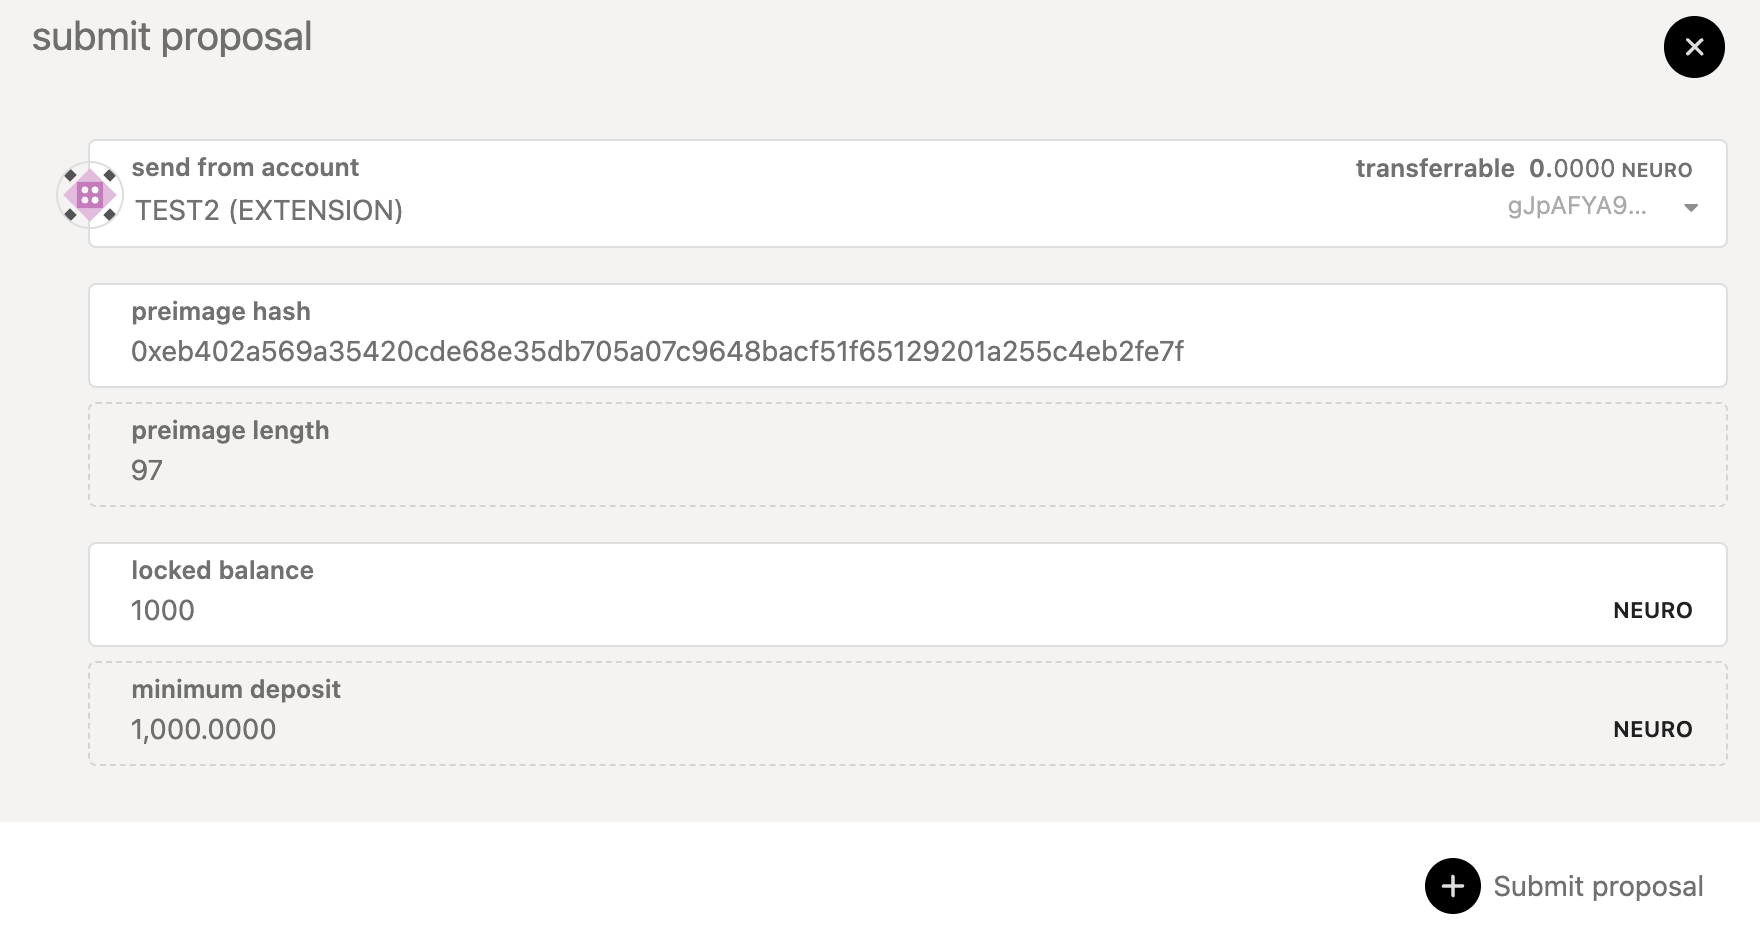 submit proposal
send from account
transferrable 0.0000 NEURO
TEST2 (EXTENSION)
gJpAFYA9...
preimage hash
0xeb402a569a35420cde68e35db705a07c9648bacf51f65129201a255c4eb2fe7f
preimage length
97
locked balance
1000 NEURO
minimum deposit
1,000.0000 NEURO
Submit proposal